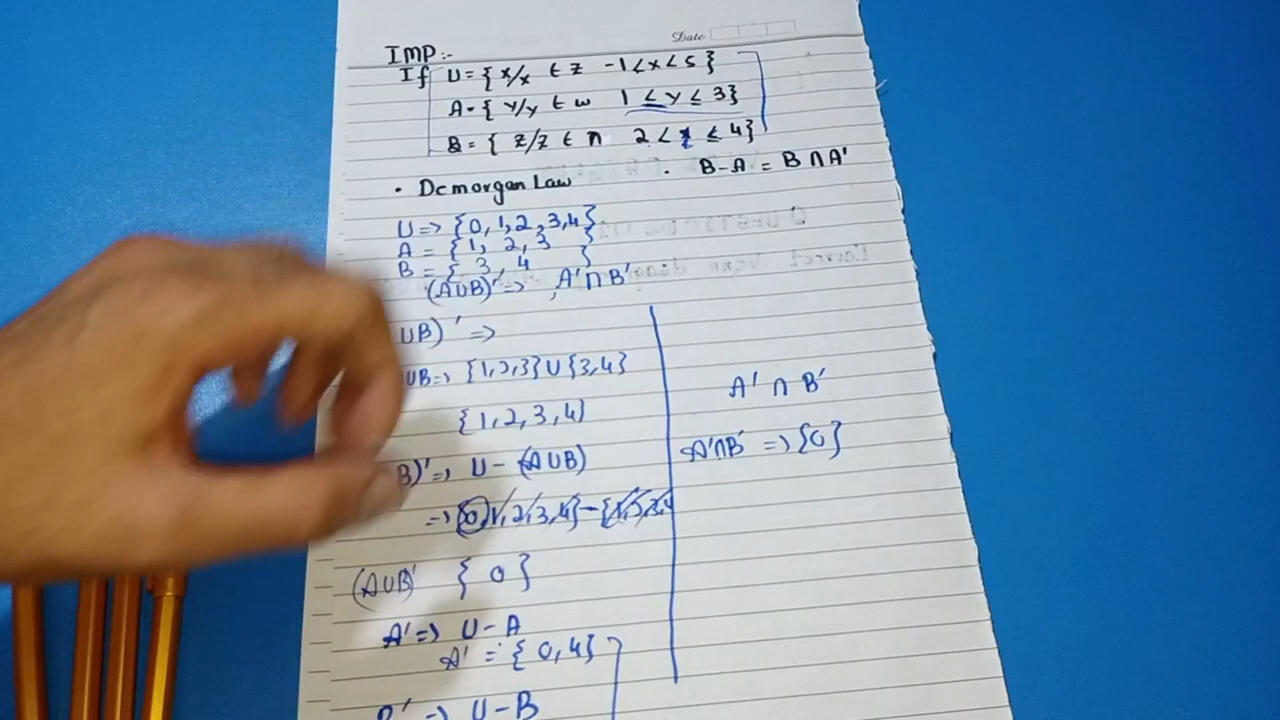 Date
IMP:-
If U = { x/x ∈ z -1<x<5 }
A = { y/y ∈ w 1 ≤ y ≤ 3}
B = { z/z ∈ n 2 < z ≤ 4}
• Demorgan Law . B-A = B ∩ A'
U => {0, 1, 2, 3, 4}
A = {1, 2, 3 }
B = { 3, 4 }
(A∪B)' => A'∩B'
∪B)' =>
∪B => {1,2,3} ∪ {3,4}
{1,2,3,4}
B)' => U - (A∪B)
=> {0,1,2,3,4} - {1,2,3,4
(A∪B)' { 0 }
A' => U - A
A' = { 0, 4}
B' => U - B
A' ∩ B'
A'∩B' => {0}